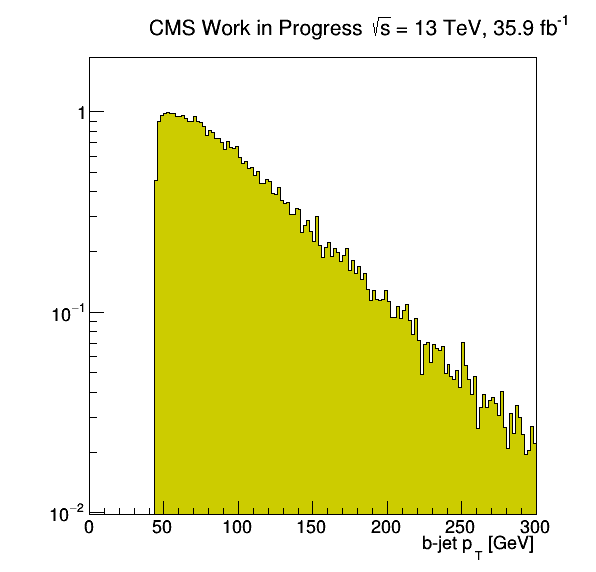 CMS Work in Progress √s = 13 TeV, 35.9 fb⁻¹
1
10⁻¹
10⁻²
0 50 100 150 200 250 300
b-jet p_T [GeV]